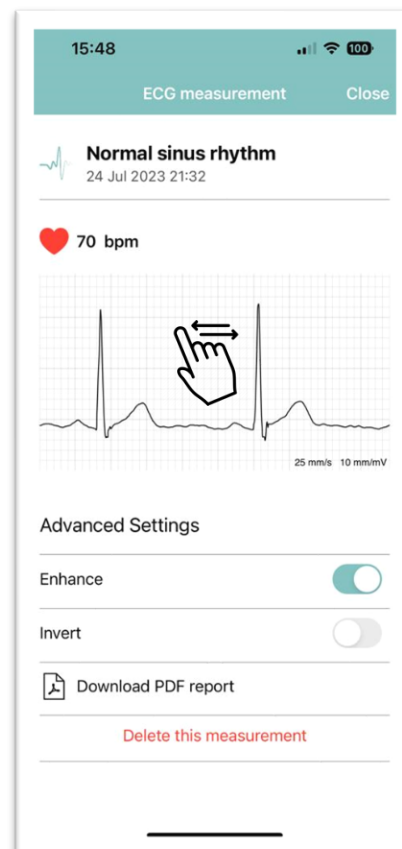 15:48
100
ECG measurement Close
Normal sinus rhythm
24 Jul 2023 21:32
70 bpm
25 mm/s 10 mm/mV
Advanced Settings
Enhance
Invert
Download PDF report
Delete this measurement